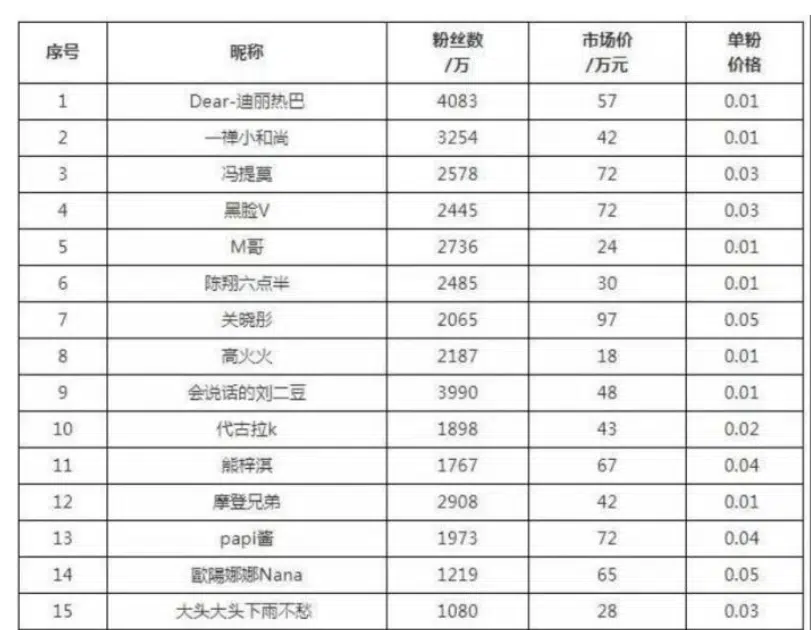 序号 昵称 粉丝数/万 市场价/万元 单粉价格
1 Dear-迪丽热巴 4083 57 0.01
2 一禅小和尚 3254 42 0.01
3 冯提莫 2578 72 0.03
4 黑脸V 2445 72 0.03
5 M哥 2736 24 0.01
6 陈翔六点半 2485 30 0.01
7 关晓彤 2065 97 0.05
8 高火火 2187 18 0.01
9 会说话的刘二豆 3990 48 0.01
10 代古拉k 1898 43 0.02
11 熊梓淇 1767 67 0.04
12 摩登兄弟 2908 42 0.01
13 papi酱 1973 72 0.04
14 歐陽娜娜Nana 1219 65 0.05
15 大头大头下雨不愁 1080 28 0.03